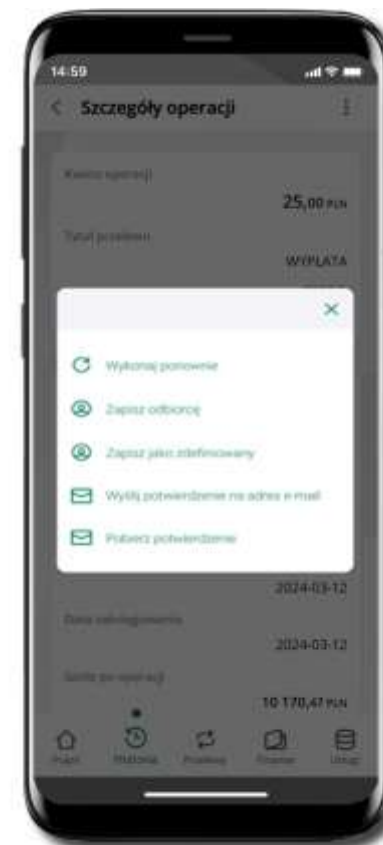 14:59
Szczegóły operacji
Kwota operacji
25,00 PLN
Tytuł przelewu
WYPŁATA
Wykonaj ponownie
Zapisz odbiorcę
Zapisz jako zdefiniowany
Wyślij potwierdzenie na adres e-mail
Pobierz potwierdzenie
2024-03-12
Data zaksięgowania
2024-03-12
Saldo po operacji
10 170,47 PLN
Pulpit Historia Przelewy Finanse Usługi